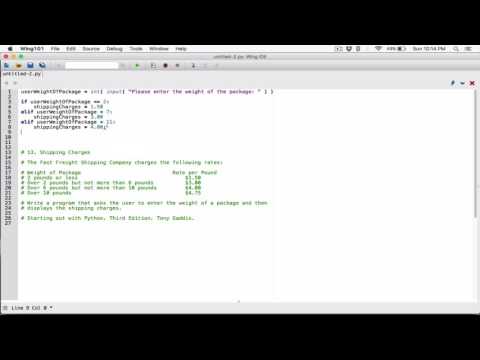 Wing101 File Edit Source Debug Tools Window Help
44% Sun 10:14 PM
untitled-2.py: Wing IDE
untitled-2.py
1 userWeightOfPackage = int( input( "Please enter the weight of the package: " ) )
2
3 if userWeightOfPackage == 2:
4 shippingCharges = 1.50
5 elif userWeightOfPackage < 7:
6 shippingCharges = 3.00
7 elif userWeightOfPackage < 11:
8 shippingCharges = 4.00
9
10
11
12 # 13. Shipping Charges
13
14 # The Fast Freight Shipping Company charges the following rates:
15
16
17 # Weight of Package Rate per Pound
18 # 2 pounds or less $1.50
19 # Over 2 pounds but not more than 6 pounds $3.00
20 # Over 6 pounds but not more than 10 pounds $4.00
21 # Over 10 pounds $4.75
22
23 # Write a program that asks the user to enter the weight of a package and then
24 # displays the shipping charges.
25
26 # Starting out with Python, Third Edition: Tony Gaddis.
Line 9 Col 0